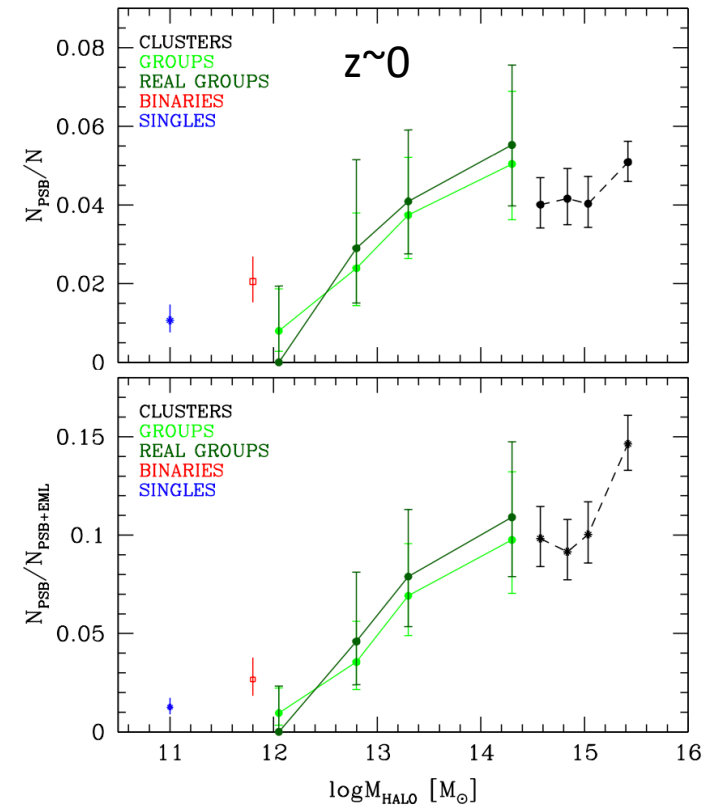 z~0
CLUSTERS
GROUPS
REAL GROUPS
BINARIES
SINGLES
N_PSB/N
0.08
0.06
0.04
0.02
0
CLUSTERS
GROUPS
REAL GROUPS
BINARIES
SINGLES
N_PSB/N_PSB+EML
0.15
0.1
0.05
0
11 12 13 14 15 16
logM_HALO [M_⊙]